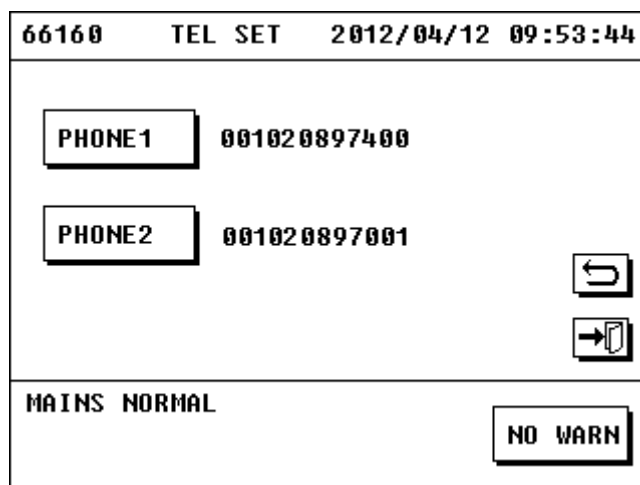 66160 TEL SET 2012/04/12 09:53:44
PHONE1 001020897400
PHONE2 001020897001
MAINS NORMAL
NO WARN